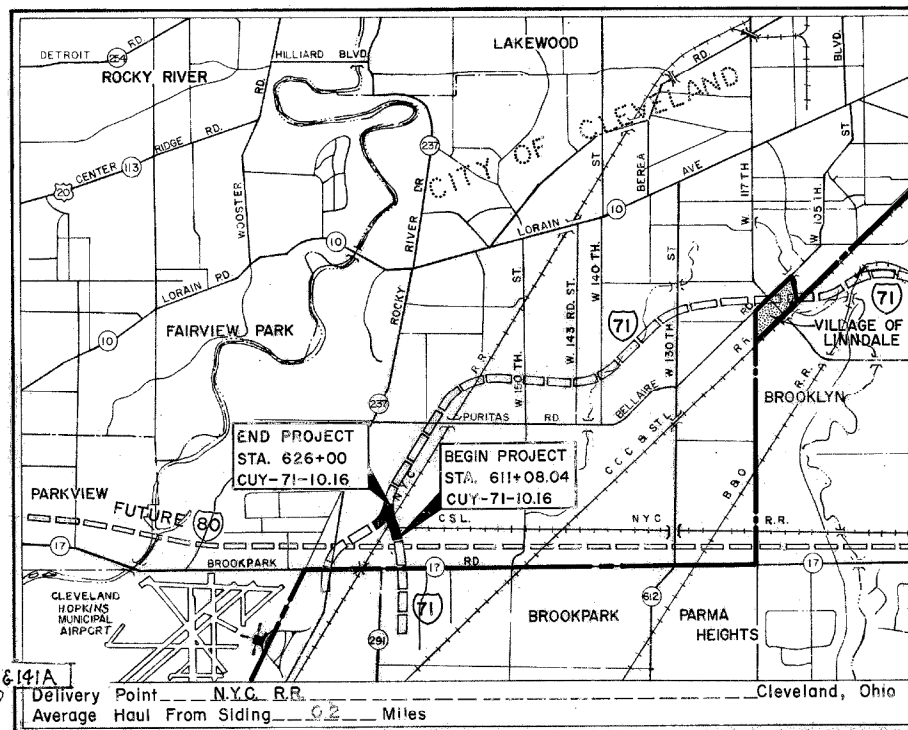 DETROIT RD.
254
HILLIARD BLVD.
LAKEWOOD
RD.
BLVD.
ROCKY RIVER
RD.
CITY OF CLEVELAND
CENTER RIDGE RD.
113
20
237
ST
BEREA
AVE
W 117 TH
W 105 TH.
ST
WOOSTER
ROCKY RIVER DR
LORAIN
10
10
LORAIN RD
10
W 150 TH. ST.
W. 143 RD. ST.
W 140 TH.
W 130 TH ST
71
RD
71
FAIRVIEW PARK
VILLAGE OF
LINNDALE
R.R.
BELLAIRE
R.R.
BROOKLYN
237
PURITAS RD.
C C C & ST. L.
B & O R.R.
END PROJECT
STA. 626+00
CUY-71-10.16
BEGIN PROJECT
STA. 611+08.04
CUY-71-10.16
PARKVIEW
FUTURE 80
N.Y.C.
C S L.
NYC
R.R.
17
BROOKPARK
17
RD
17
CLEVELAND
HOPKINS
MUNICIPAL
AIRPORT
71
291
612
BROOKPARK
PARMA
HEIGHTS
&141A
Delivery Point N.Y.C. R.R. Cleveland, Ohio
Average Haul From Siding 0.2 Miles